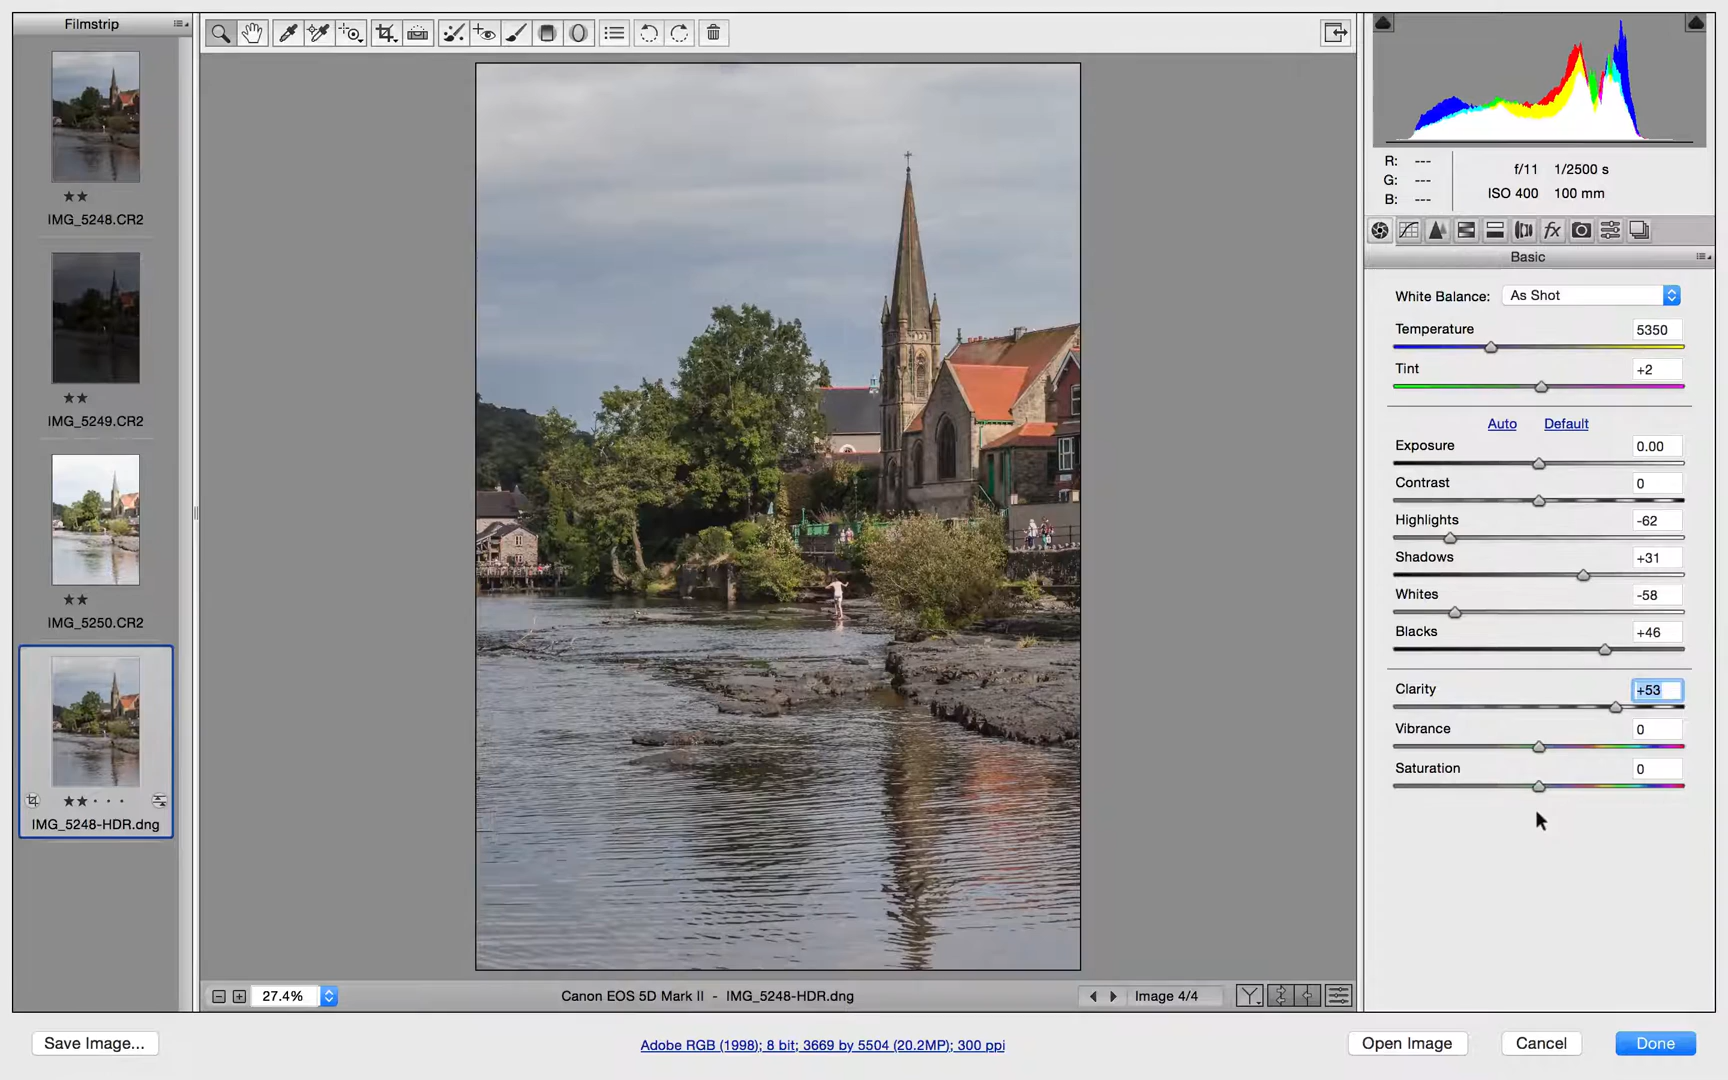 Filmstrip
IMG_5248.CR2
IMG_5249.CR2
IMG_5250.CR2
IMG_5248-HDR.dng
27.4%
Canon EOS 5D Mark II - IMG_5248-HDR.dng
Image 4/4
R: ---
G: ---
B: ---
f/11 1/2500 s
ISO 400 100 mm
fx
Basic
White Balance: As Shot
Temperature 5350
Tint +2
Auto Default
Exposure 0.00
Contrast 0
Highlights -62
Shadows +31
Whites -58
Blacks +46
Clarity +53
Vibrance 0
Saturation 0
Save Image...
Adobe RGB (1998); 8 bit; 3669 by 5504 (20.2MP); 300 ppi
Open Image
Cancel
Done